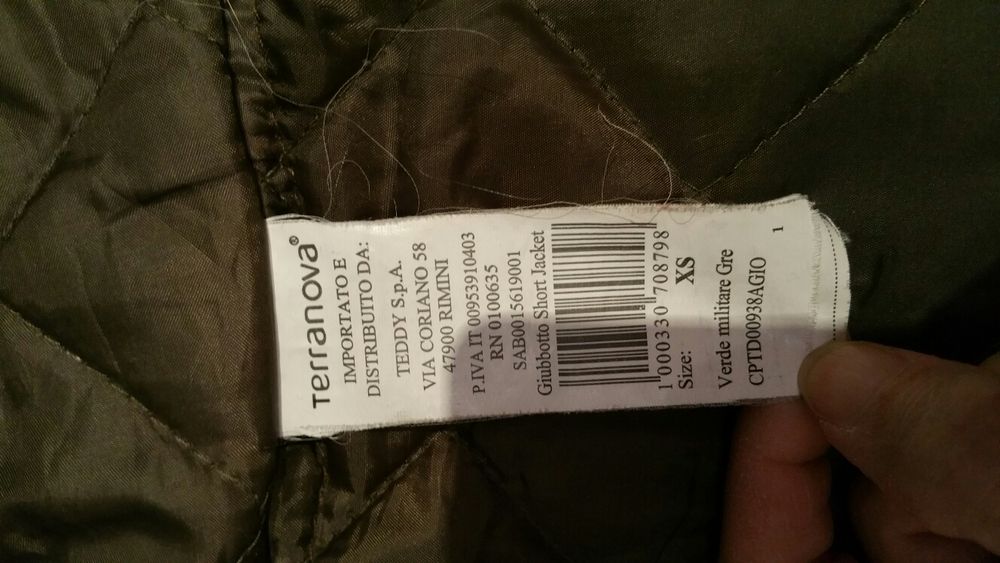 Terranova®
IMPORTATO E
DISTRIBUITO DA:
TEDDY S.p.A.
VIA CORIANO 58
47900 RIMINI
P.IVA IT 00953910403
RN 0100635
SAB0015619001
Giubbotto Short Jacket
1 000330 708798
Size: XS
Verde militare Gre
CPTD00938AGIO
1